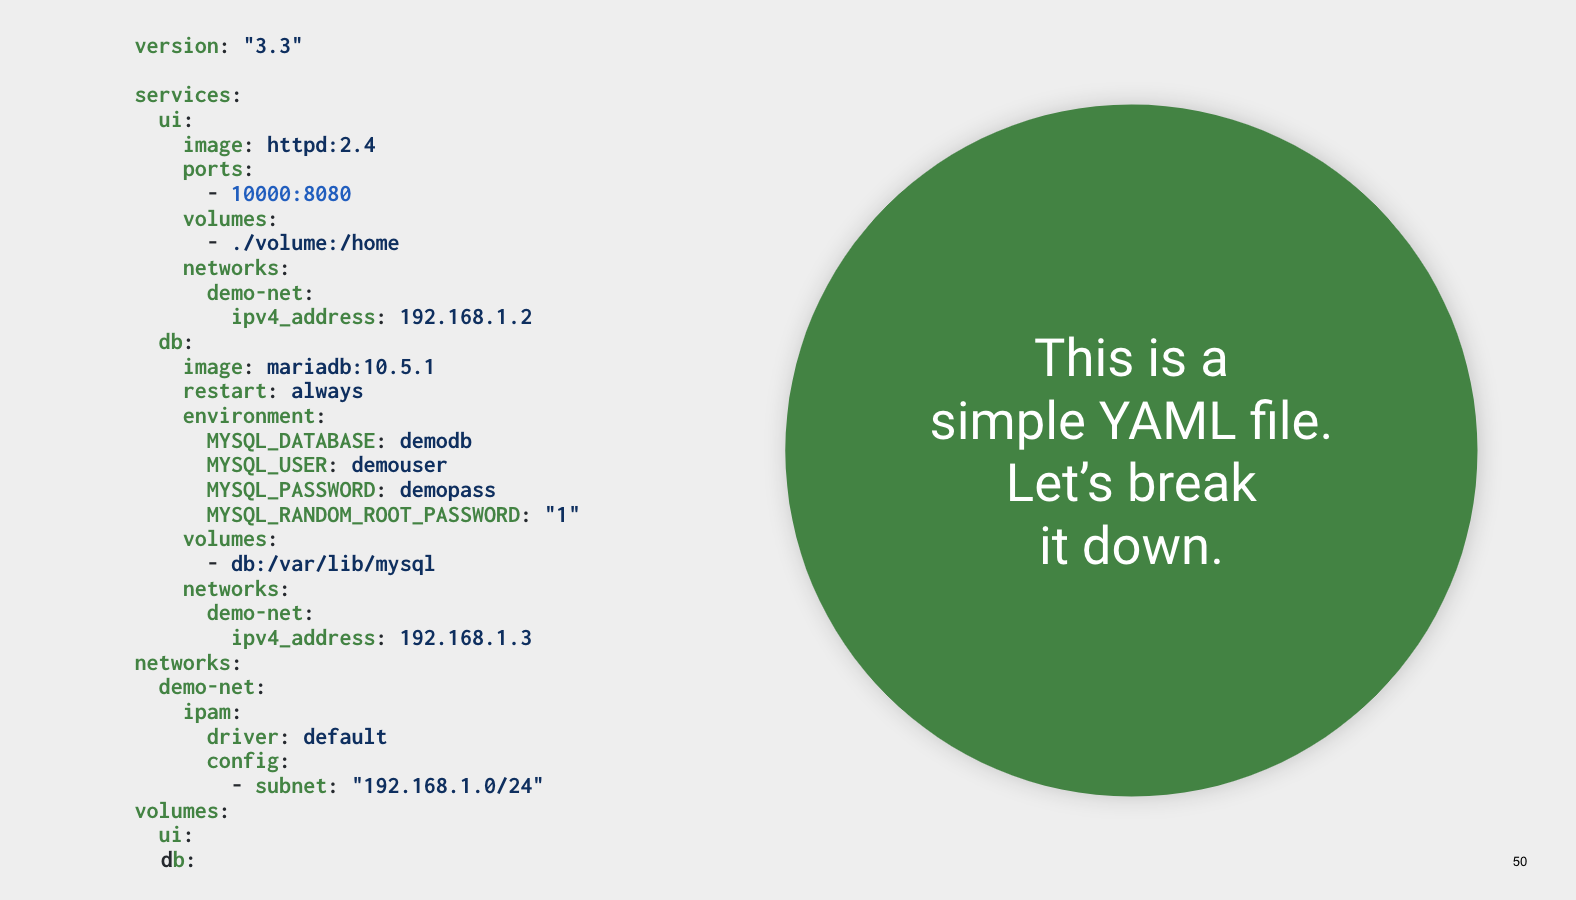 version: "3.3"

services:
  ui:
    image: httpd:2.4
    ports:
      - 10000:8080
    volumes:
      - ./volume:/home
    networks:
      demo-net:
        ipv4_address: 192.168.1.2
  db:
    image: mariadb:10.5.1
    restart: always
    environment:
      MYSQL_DATABASE: demodb
      MYSQL_USER: demouser
      MYSQL_PASSWORD: demopass
      MYSQL_RANDOM_ROOT_PASSWORD: "1"
    volumes:
      - db:/var/lib/mysql
    networks:
      demo-net:
        ipv4_address: 192.168.1.3
networks:
  demo-net:
    ipam:
      driver: default
      config:
        - subnet: "192.168.1.0/24"
volumes:
  ui:
  db:
This is a
simple YAML file.
Let’s break
it down.
50